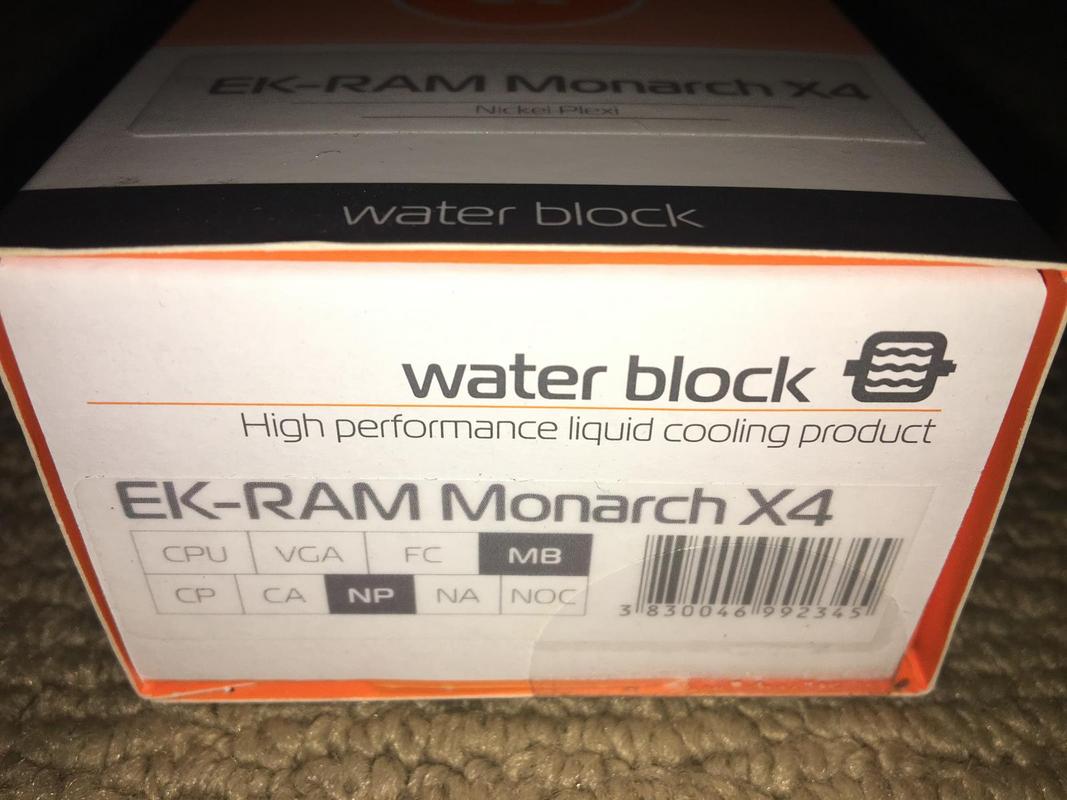 EK-RAM Monarch X4
Nickel Plexi
water block
water block
High performance liquid cooling product
EK-RAM Monarch X4
CPU VGA FC MB
CP CA NP NA NOC
3 830046 992345